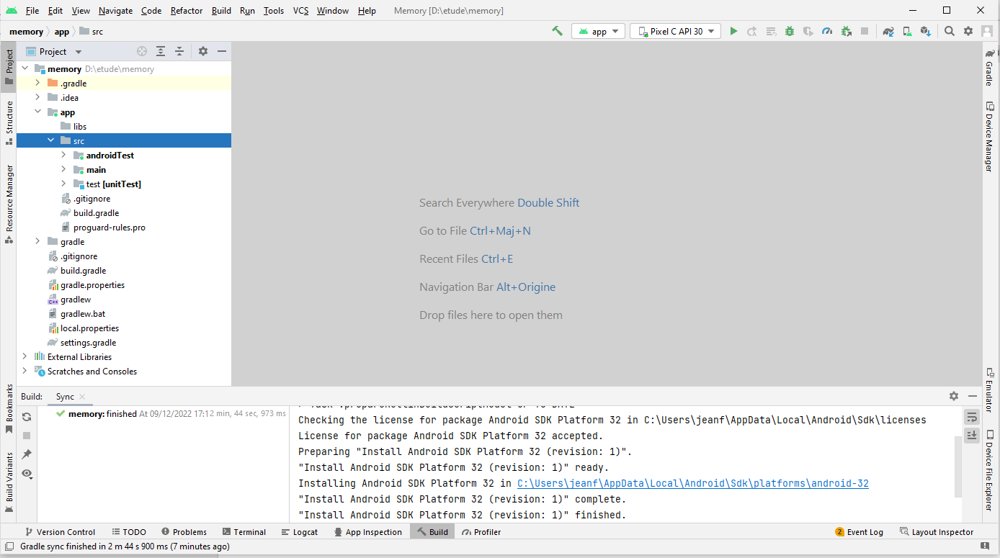 File Edit View Navigate Code Refactor Build Run Tools VCS Window Help Memory [D:\etude\memory]
memory app src app Pixel C API 30
Project
memory D:\etude\memory
.gradle
.idea
app
libs
src
androidTest
main
test [unitTest]
.gitignore
build.gradle
proguard-rules.pro
gradle
.gitignore
build.gradle
gradle.properties
gradlew
gradlew.bat
local.properties
settings.gradle
External Libraries
Scratches and Consoles
Project
Structure
Resource Manager
Bookmarks
Build Variants
Search Everywhere Double Shift
Go to File Ctrl+Maj+N
Recent Files Ctrl+E
Navigation Bar Alt+Origine
Drop files here to open them
Gradle
Device Manager
Emulator
Device File Explorer
Build: Sync
memory: finished At 09/12/2022 17:1 2 min, 44 sec, 973 ms
Checking the license for package Android SDK Platform 32 in C:\Users\jeanf\AppData\Local\Android\Sdk\licenses
License for package Android SDK Platform 32 accepted.
Preparing "Install Android SDK Platform 32 (revision: 1)".
"Install Android SDK Platform 32 (revision: 1)" ready.
Installing Android SDK Platform 32 in C:\Users\jeanf\AppData\Local\Android\Sdk\platforms\android-32
"Install Android SDK Platform 32 (revision: 1)" complete.
"Install Android SDK Platform 32 (revision: 1)" finished.
Version Control TODO Problems Terminal Logcat App Inspection Build Profiler 2 Event Log Layout Inspector
Gradle sync finished in 2 m 44 s 900 ms (7 minutes ago)